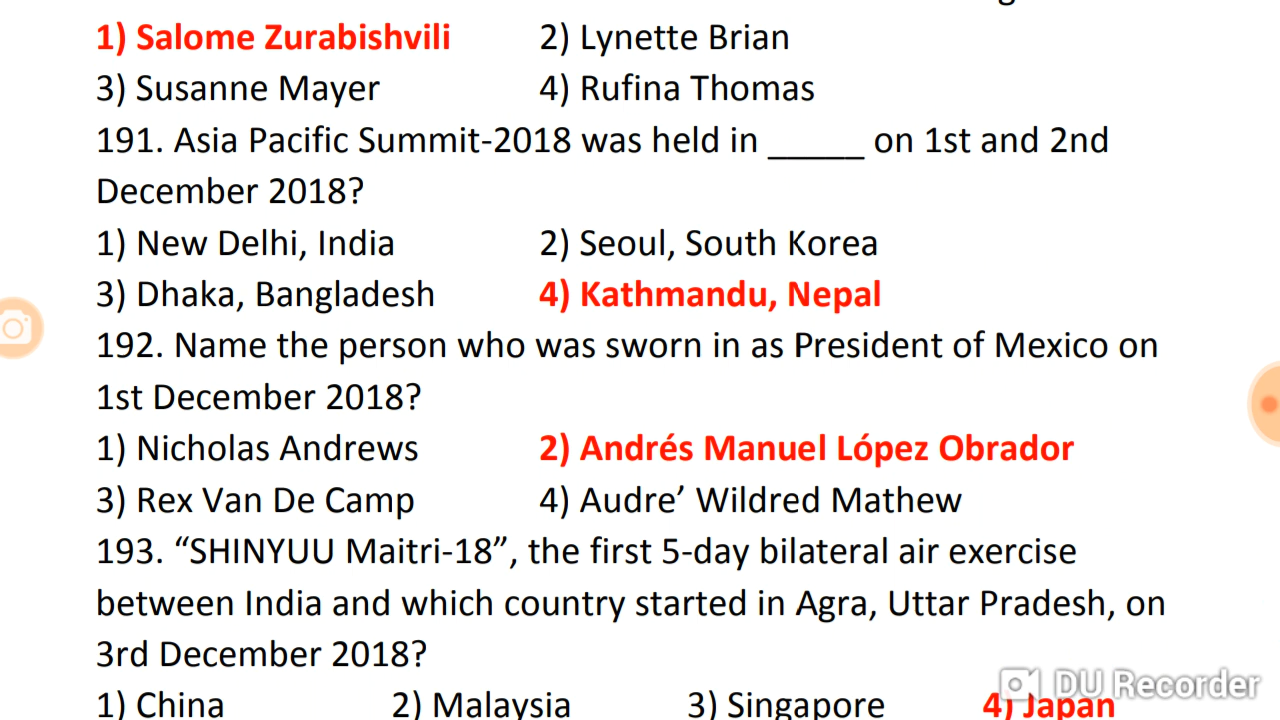 1) Salome Zurabishvili 2) Lynette Brian
3) Susanne Mayer 4) Rufina Thomas
191. Asia Pacific Summit-2018 was held in _____ on 1st and 2nd
December 2018?
1) New Delhi, India 2) Seoul, South Korea
3) Dhaka, Bangladesh 4) Kathmandu, Nepal
192. Name the person who was sworn in as President of Mexico on
1st December 2018?
1) Nicholas Andrews 2) Andrés Manuel López Obrador
3) Rex Van De Camp 4) Audre’ Wildred Mathew
193. “SHINYUU Maitri-18”, the first 5-day bilateral air exercise
between India and which country started in Agra, Uttar Pradesh, on
3rd December 2018?
DU Recorder
1) China 2) Malaysia 3) Singapore 4) Japan